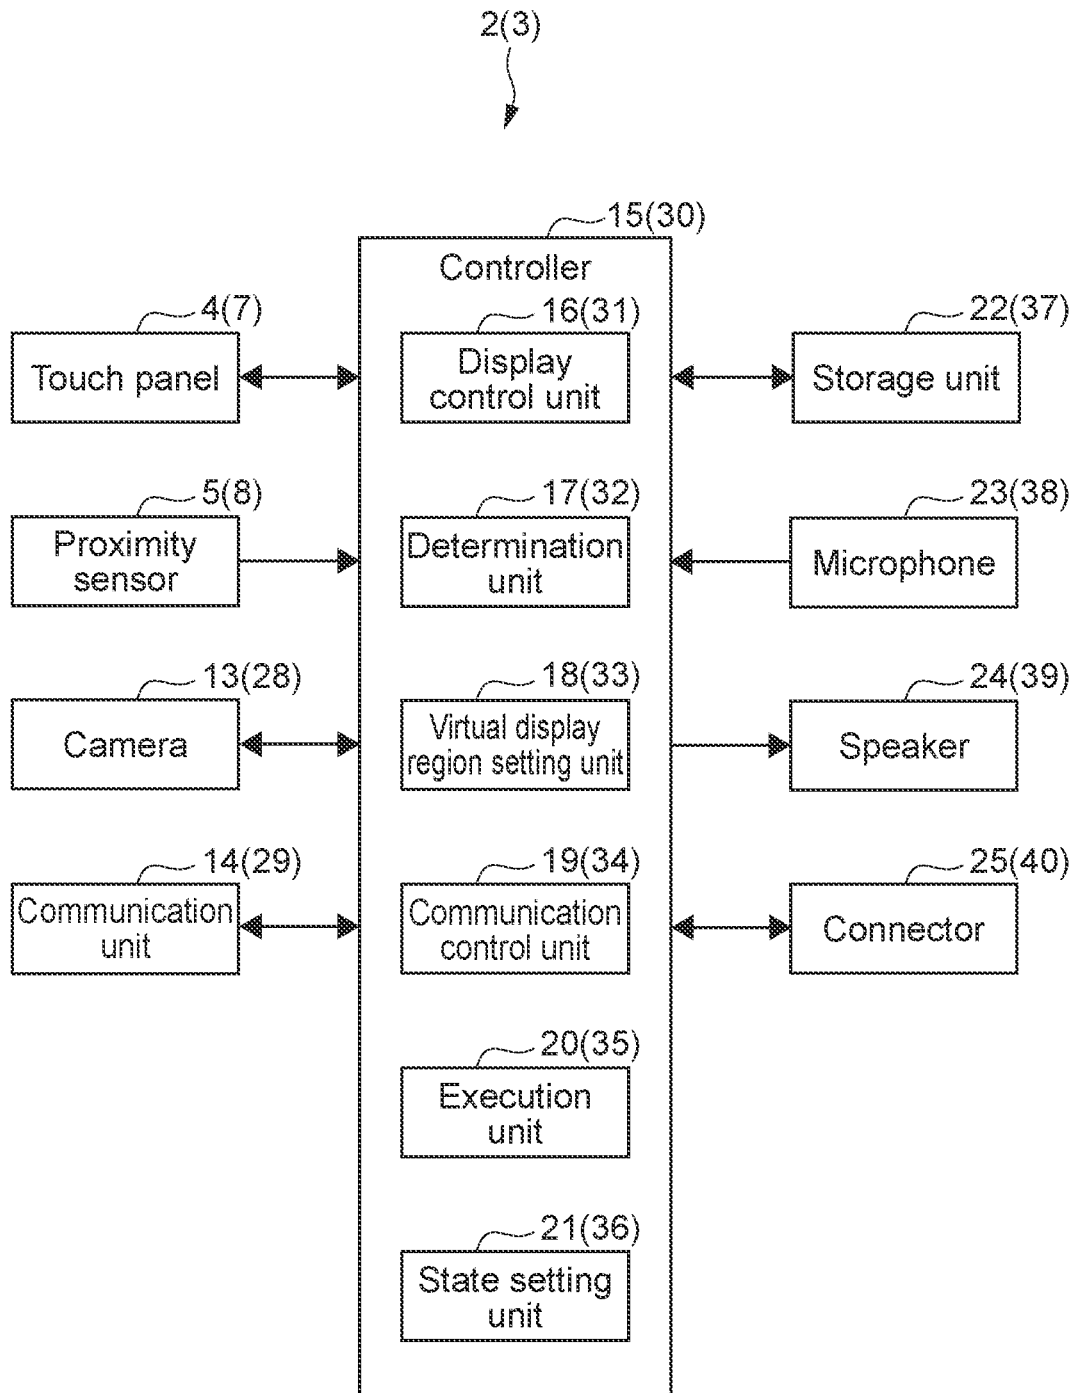 2(3)
15(30)
Controller
4(7)
Touch panel
16(31)
Display
control unit
22(37)
Storage unit
5(8)
Proximity
sensor
17(32)
Determination
unit
23(38)
Microphone
13(28)
Camera
18(33)
Virtual display
region setting unit
24(39)
Speaker
14(29)
Communication
unit
19(34)
Communication
control unit
25(40)
Connector
20(35)
Execution
unit
21(36)
State setting
unit